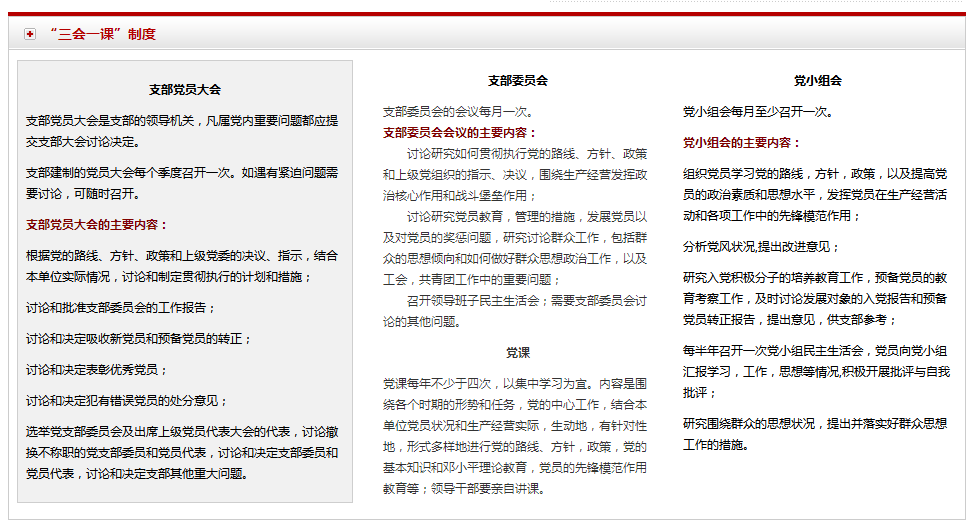 “三会一课”制度
支部党员大会
支部党员大会是支部的领导机关，凡属党内重要问题都应提
交支部大会讨论决定。
支部建制的党员大会每个季度召开一次。如遇有紧迫问题需
要讨论，可随时召开。
支部党员大会的主要内容：
根据党的路线、方针、政策和上级党委的决议、指示，结合
本单位实际情况，讨论和制定贯彻执行的计划和措施；
讨论和批准支部委员会的工作报告；
讨论和决定吸收新党员和预备党员的转正；
讨论和决定表彰优秀党员；
讨论和决定犯有错误党员的处分意见；
选举党支部委员会及出席上级党员代表大会的代表，讨论撤
换不称职的党支部委员和党员代表，讨论和决定支部委员和
党员代表，讨论和决定支部其他重大问题。
支部委员会
支部委员会的会议每月一次。
支部委员会会议的主要内容：
讨论研究如何贯彻执行党的路线、方针、政策
和上级党组织的指示、决议，围绕生产经营发挥政
治核心作用和战斗堡垒作用；
讨论研究党员教育，管理的措施，发展党员以
及对党员的奖惩问题，研究讨论群众工作，包括群
众的思想倾向和如何做好群众思想政治工作，以及
工会，共青团工作中的重要问题；
召开领导班子民主生活会；需要支部委员会讨
论的其他问题。
党课
党课每年不少于四次，以集中学习为宜。内容是围
绕各个时期的形势和任务，党的中心工作，结合本
单位党员状况和生产经营实际，生动地，有针对性
地，形式多样地进行党的路线、方针，政策，党的
基本知识和邓小平理论教育，党员的先锋模范作用
教育等；领导干部要亲自讲课。
党小组会
党小组会每月至少召开一次。
党小组会的主要内容：
组织党员学习党的路线，方针，政策，以及提高党
员的政治素质和思想水平，发挥党员在生产经营活
动和各项工作中的先锋模范作用；
分析党风状况,提出改进意见；
研究入党积极分子的培养教育工作，预备党员的教
育考察工作，及时讨论发展对象的入党报告和预备
党员转正报告，提出意见，供支部参考；
每半年召开一次党小组民主生活会，党员向党小组
汇报学习，工作，思想等情况,积极开展批评与自我
批评；
研究围绕群众的思想状况，提出并落实好群众思想
工作的措施。